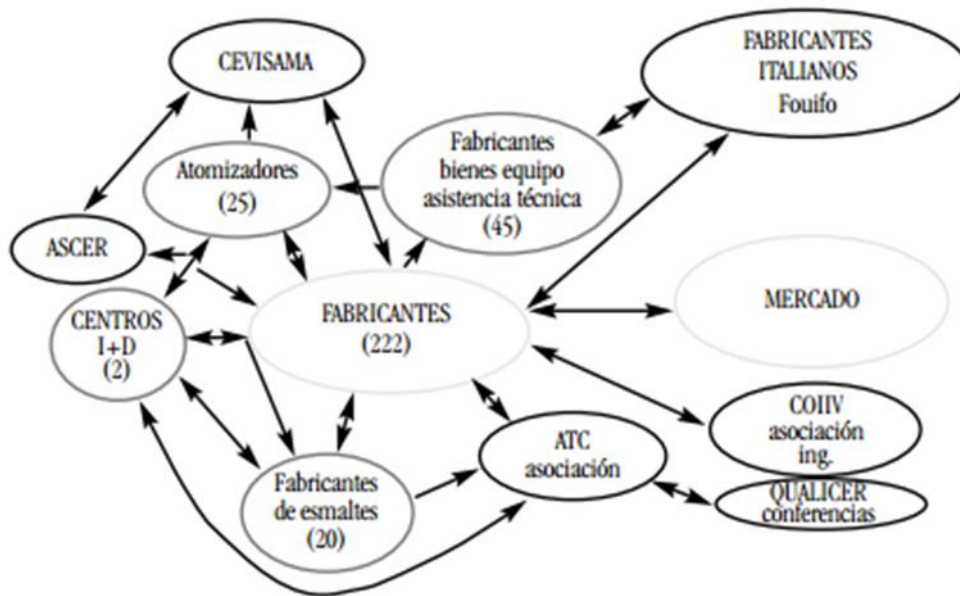 CEVISAMA
FABRICANTES
ITALIANOS
Fouifo
Atomizadores
(25)
Fabricantes
bienes equipo
asistencia técnica
(45)
ASCER
FABRICANTES
(222)
MERCADO
CENTROS
I+D
(2)
COIIV
asociación
ing.
ATC
asociación
QUALICER
conferencias
Fabricantes
de esmaltes
(20)